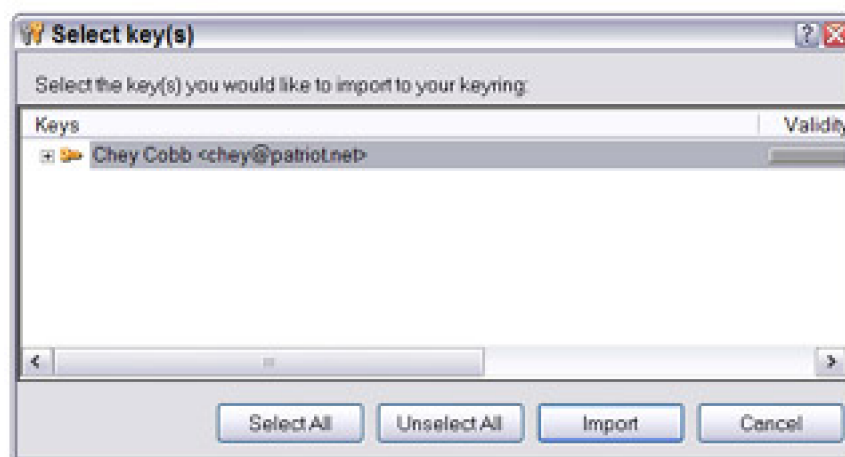 Select key(s)
Select the key(s) you would like to import to your keyring:
Keys Validity
Chey Cobb <chey@patriot.net>
Select All Unselect All Import Cancel